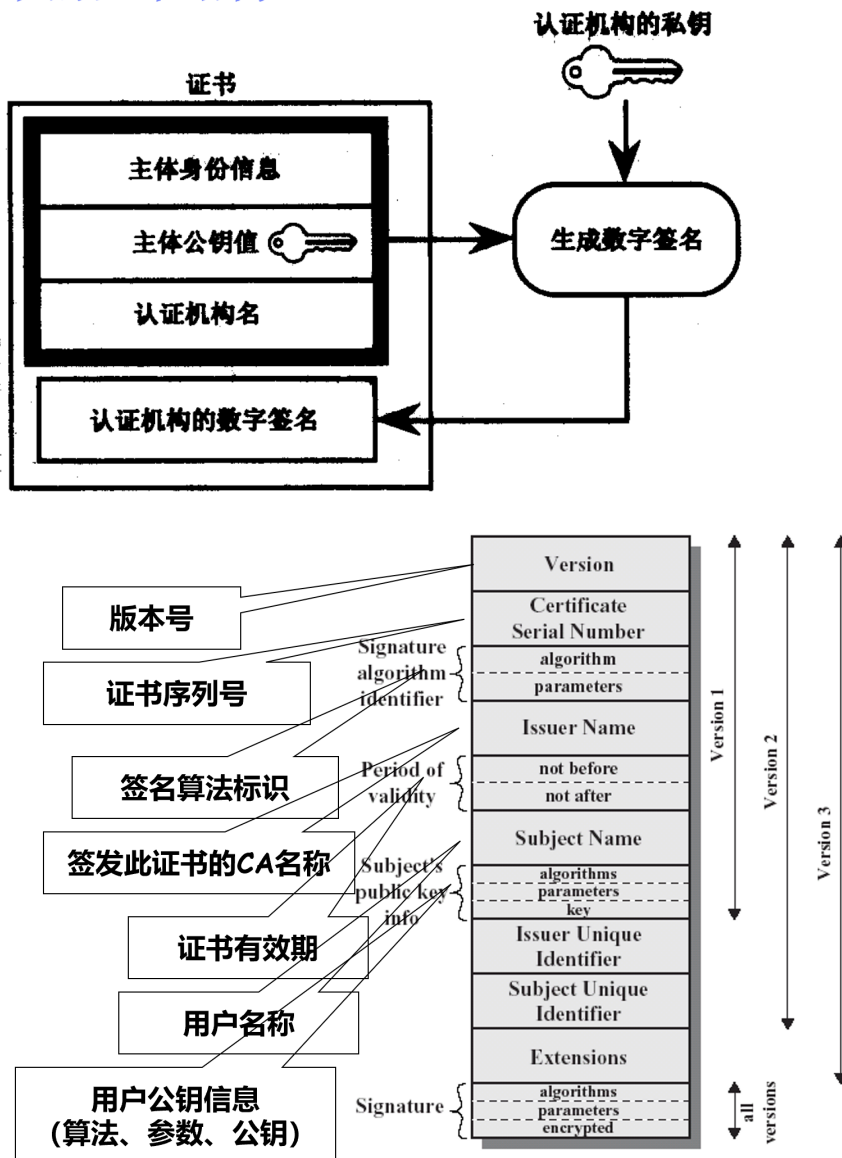 认证机构的私钥
证书
主体身份信息
主体公钥值
生成数字签名
认证机构名
认证机构的数字签名
Version
版本号
Certificate
Serial Number
证书序列号
Signature
algorithm
identifier
algorithm
parameters
签名算法标识
Issuer Name
签发此证书的CA名称
Period of
validity
not before
not after
证书有效期
Subject Name
用户名称
Subject's
public key
info
algorithms
parameters
key
用户公钥信息
(算法、参数、公钥)
Issuer Unique
Identifier
Subject Unique
Identifier
Extensions
Signature
algorithms
parameters
encrypted
Version 1
Version 2
Version 3
all
versions